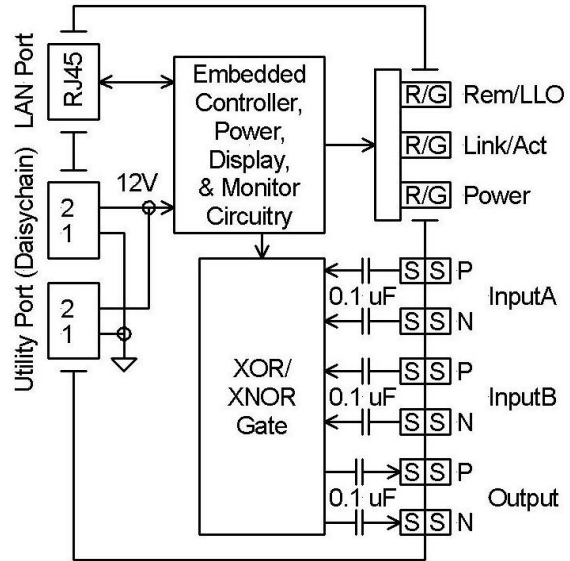 LAN Port
RJ45
Embedded
Controller,
Power,
Display,
& Monitor
Circuitry
R/G Rem/LLO
R/G Link/Act
R/G Power
Utility Port (Daisychain)
12V
2
1
2
1
XOR/
XNOR
Gate
S S P
0.1 uF
InputA
S S N
S S P
0.1 uF
InputB
S S N
S S P
0.1 uF
Output
S S N